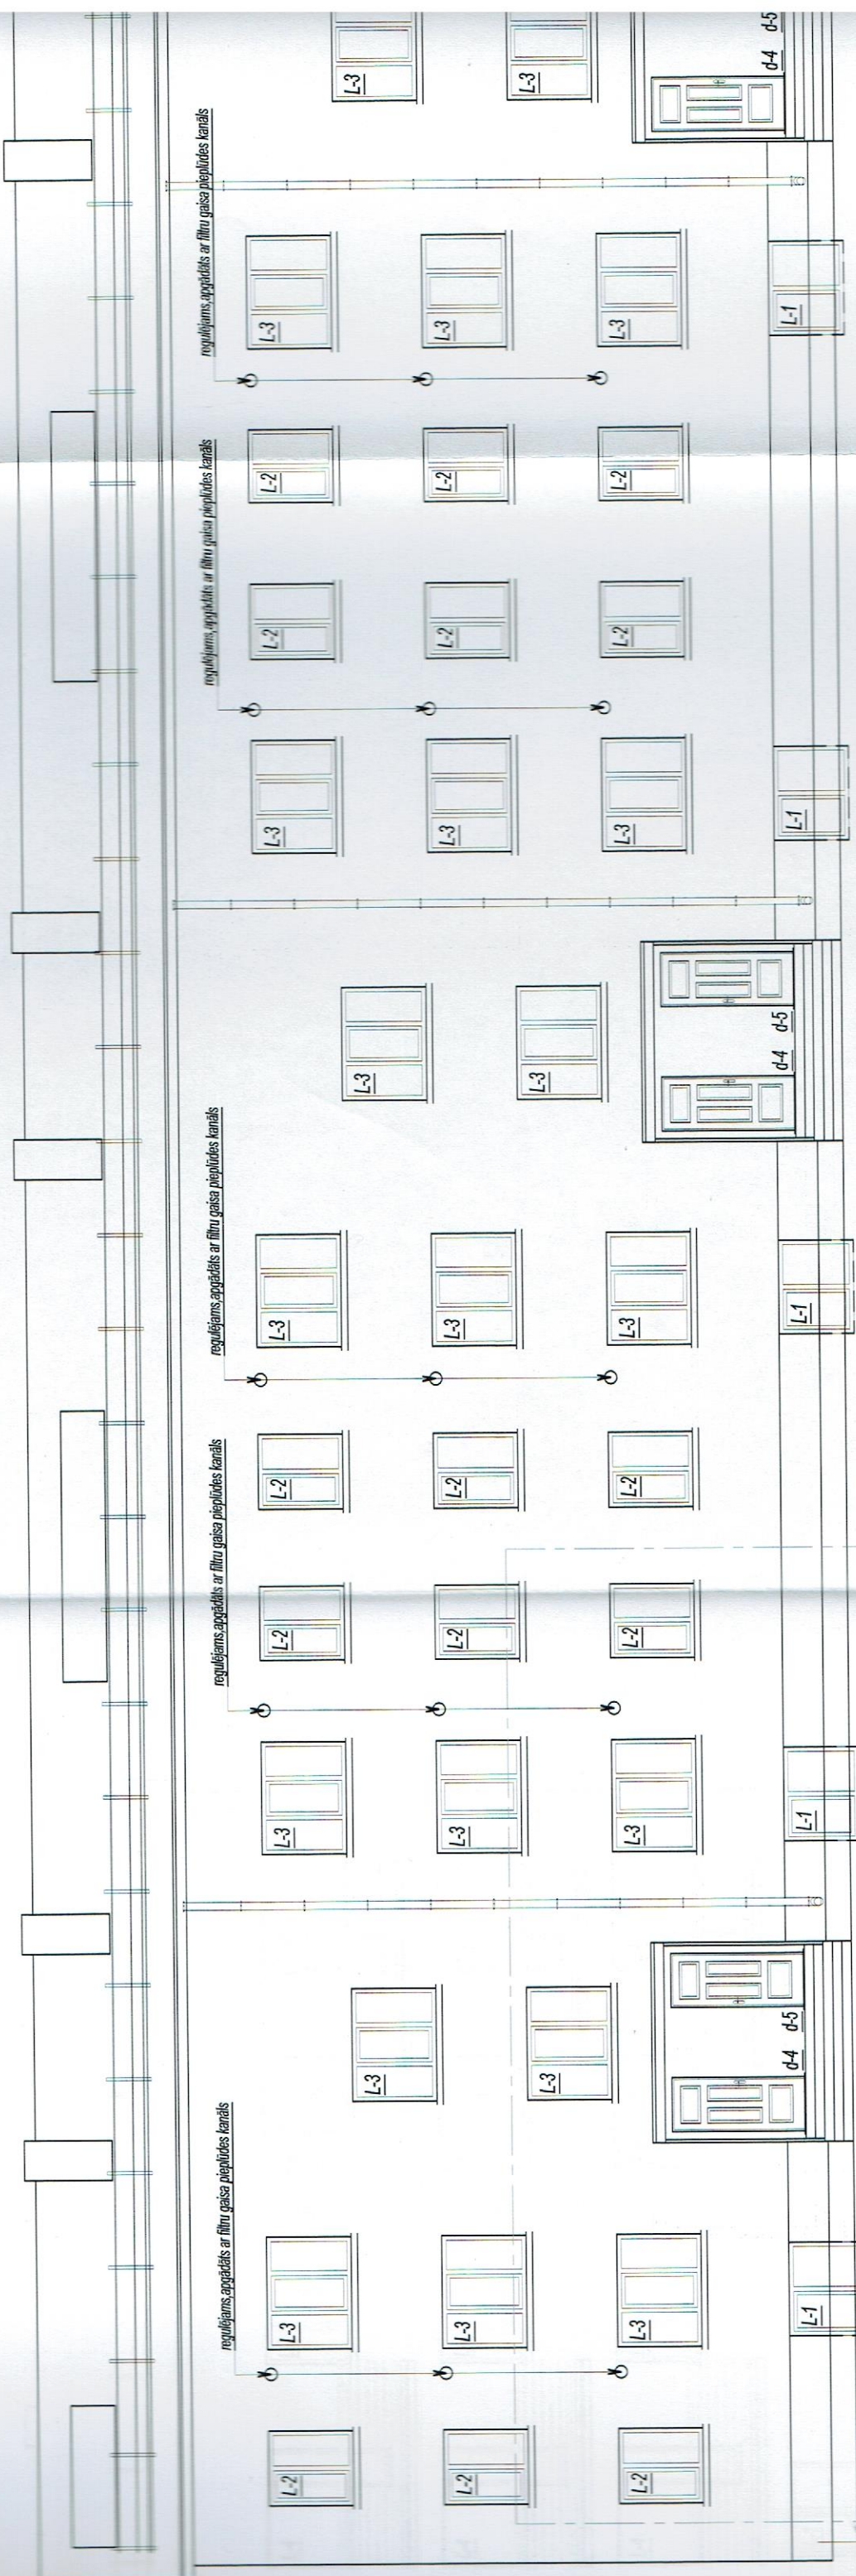 regulējams,apgādāts ar filtru gaisa pieplūdes kanāls
regulējams,apgādāts ar filtru gaisa pieplūdes kanāls
regulējams,apgādāts ar filtru gaisa pieplūdes kanāls
regulējams,apgādāts ar filtru gaisa pieplūdes kanāls
regulējams,apgādāts ar filtru gaisa pieplūdes kanāls
L-2 L-3 L-3 L-2 L-2 L-3 L-3 L-2 L-2 L-3
L-3 L-3 L-3
L-2 L-3 L-3 L-2 L-2 L-3 L-3 L-2 L-2 L-3
L-3 L-3 L-3
L-2 L-3 L-3 L-2 L-2 L-3 L-3 L-2 L-2 L-3
d-4 d-5 d-4 d-5 d-4 d-5
L-1 L-1 L-1 L-1 L-1